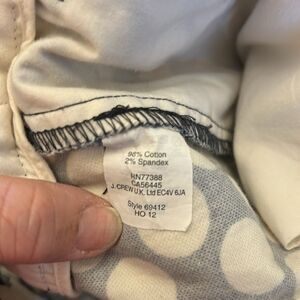 98% Cotton
2% Spandex
RN77388
CA56445
J. CREW U.K. Ltd EC4V 6JA
Style 69412
HO 12